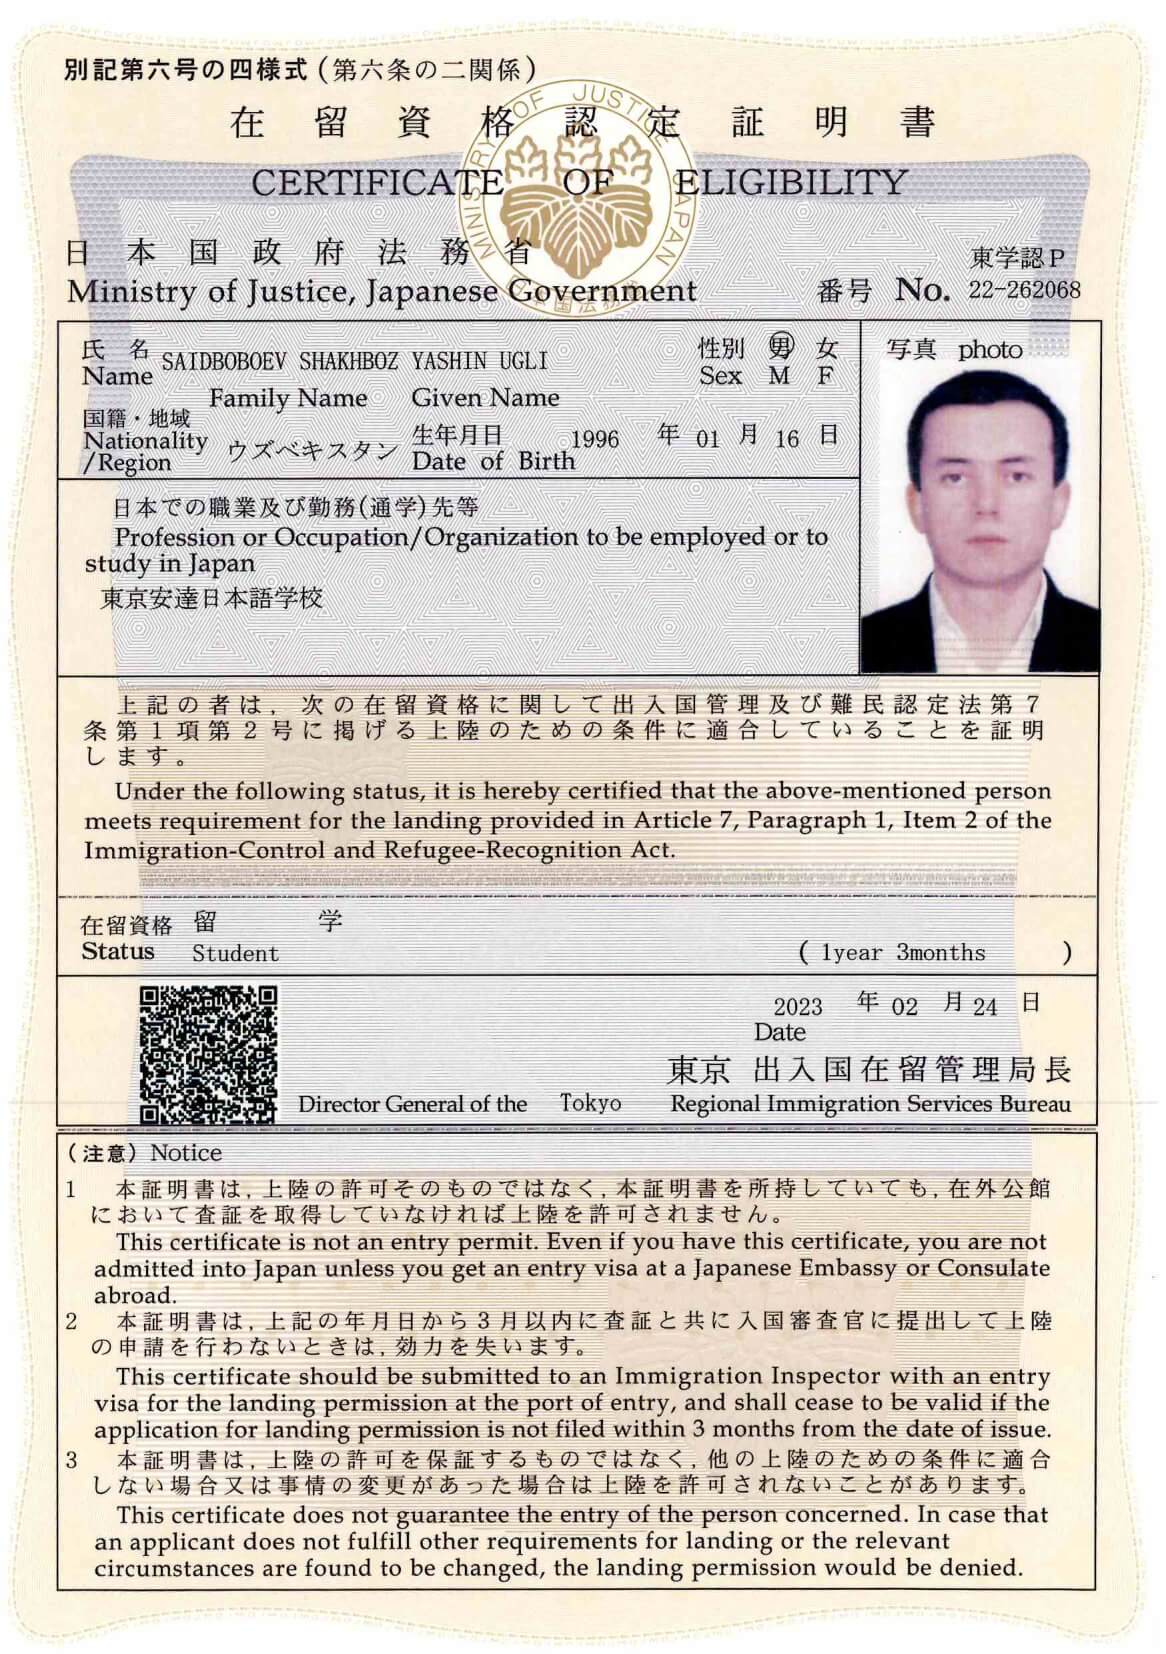 別記第六号の四様式(第六条の二関係)
在留資格認定証明書
CERTIFICATE OF ELIGIBILITY
MINISTRY OF JUSTICE JAPAN
日本国政府法務省
東学認P
Ministry of Justice, Japanese Government 番号 No. 22-262068
氏名 SAIDBOBOEV SHAKHBOZ YASHIN UGLI 性別 男 女 写真 photo
Name Sex M F
Family Name Given Name
国籍・地域 生年月日 1996 年 01 月 16 日
Nationality ウズベキスタン
/Region Date of Birth
日本での職業及び勤務(通学)先等
Profession or Occupation/Organization to be employed or to
study in Japan
東京安達日本語学校
上記の者は、次の在留資格に関して出入国管理及び難民認定法第7
条第1項第2号に掲げる上陸のための条件に適合していることを証明
します。
Under the following status, it is hereby certified that the above-mentioned person
meets requirement for the landing provided in Article 7, Paragraph 1, Item 2 of the
Immigration-Control and Refugee-Recognition Act.
在留資格 留学
Status Student ( 1year 3months )
2023 年 02 月 24 日
Date
東京 出入国在留管理局長
Director General of the Tokyo Regional Immigration Services Bureau
(注意) Notice
1 本証明書は,上陸の許可そのものではなく,本証明書を所持していても,在外公館
において査証を取得していなければ上陸を許可されません。
This certificate is not an entry permit. Even if you have this certificate, you are not
admitted into Japan unless you get an entry visa at a Japanese Embassy or Consulate
abroad.
2 本証明書は,上記の年月日から3月以内に査証と共に入国審査官に提出して上陸
の申請を行わないときは,効力を失います。
This certificate should be submitted to an Immigration Inspector with an entry
visa for the landing permission at the port of entry, and shall cease to be valid if the
application for landing permission is not filed within 3 months from the date of issue.
3 本証明書は,上陸の許可を保証するものではなく,他の上陸のための条件に適合
しない場合又は事情の変更があった場合は上陸を許可されないことがあります。
This certificate does not guarantee the entry of the person concerned. In case that
an applicant does not fulfill other requirements for landing or the relevant
circumstances are found to be changed, the landing permission would be denied.